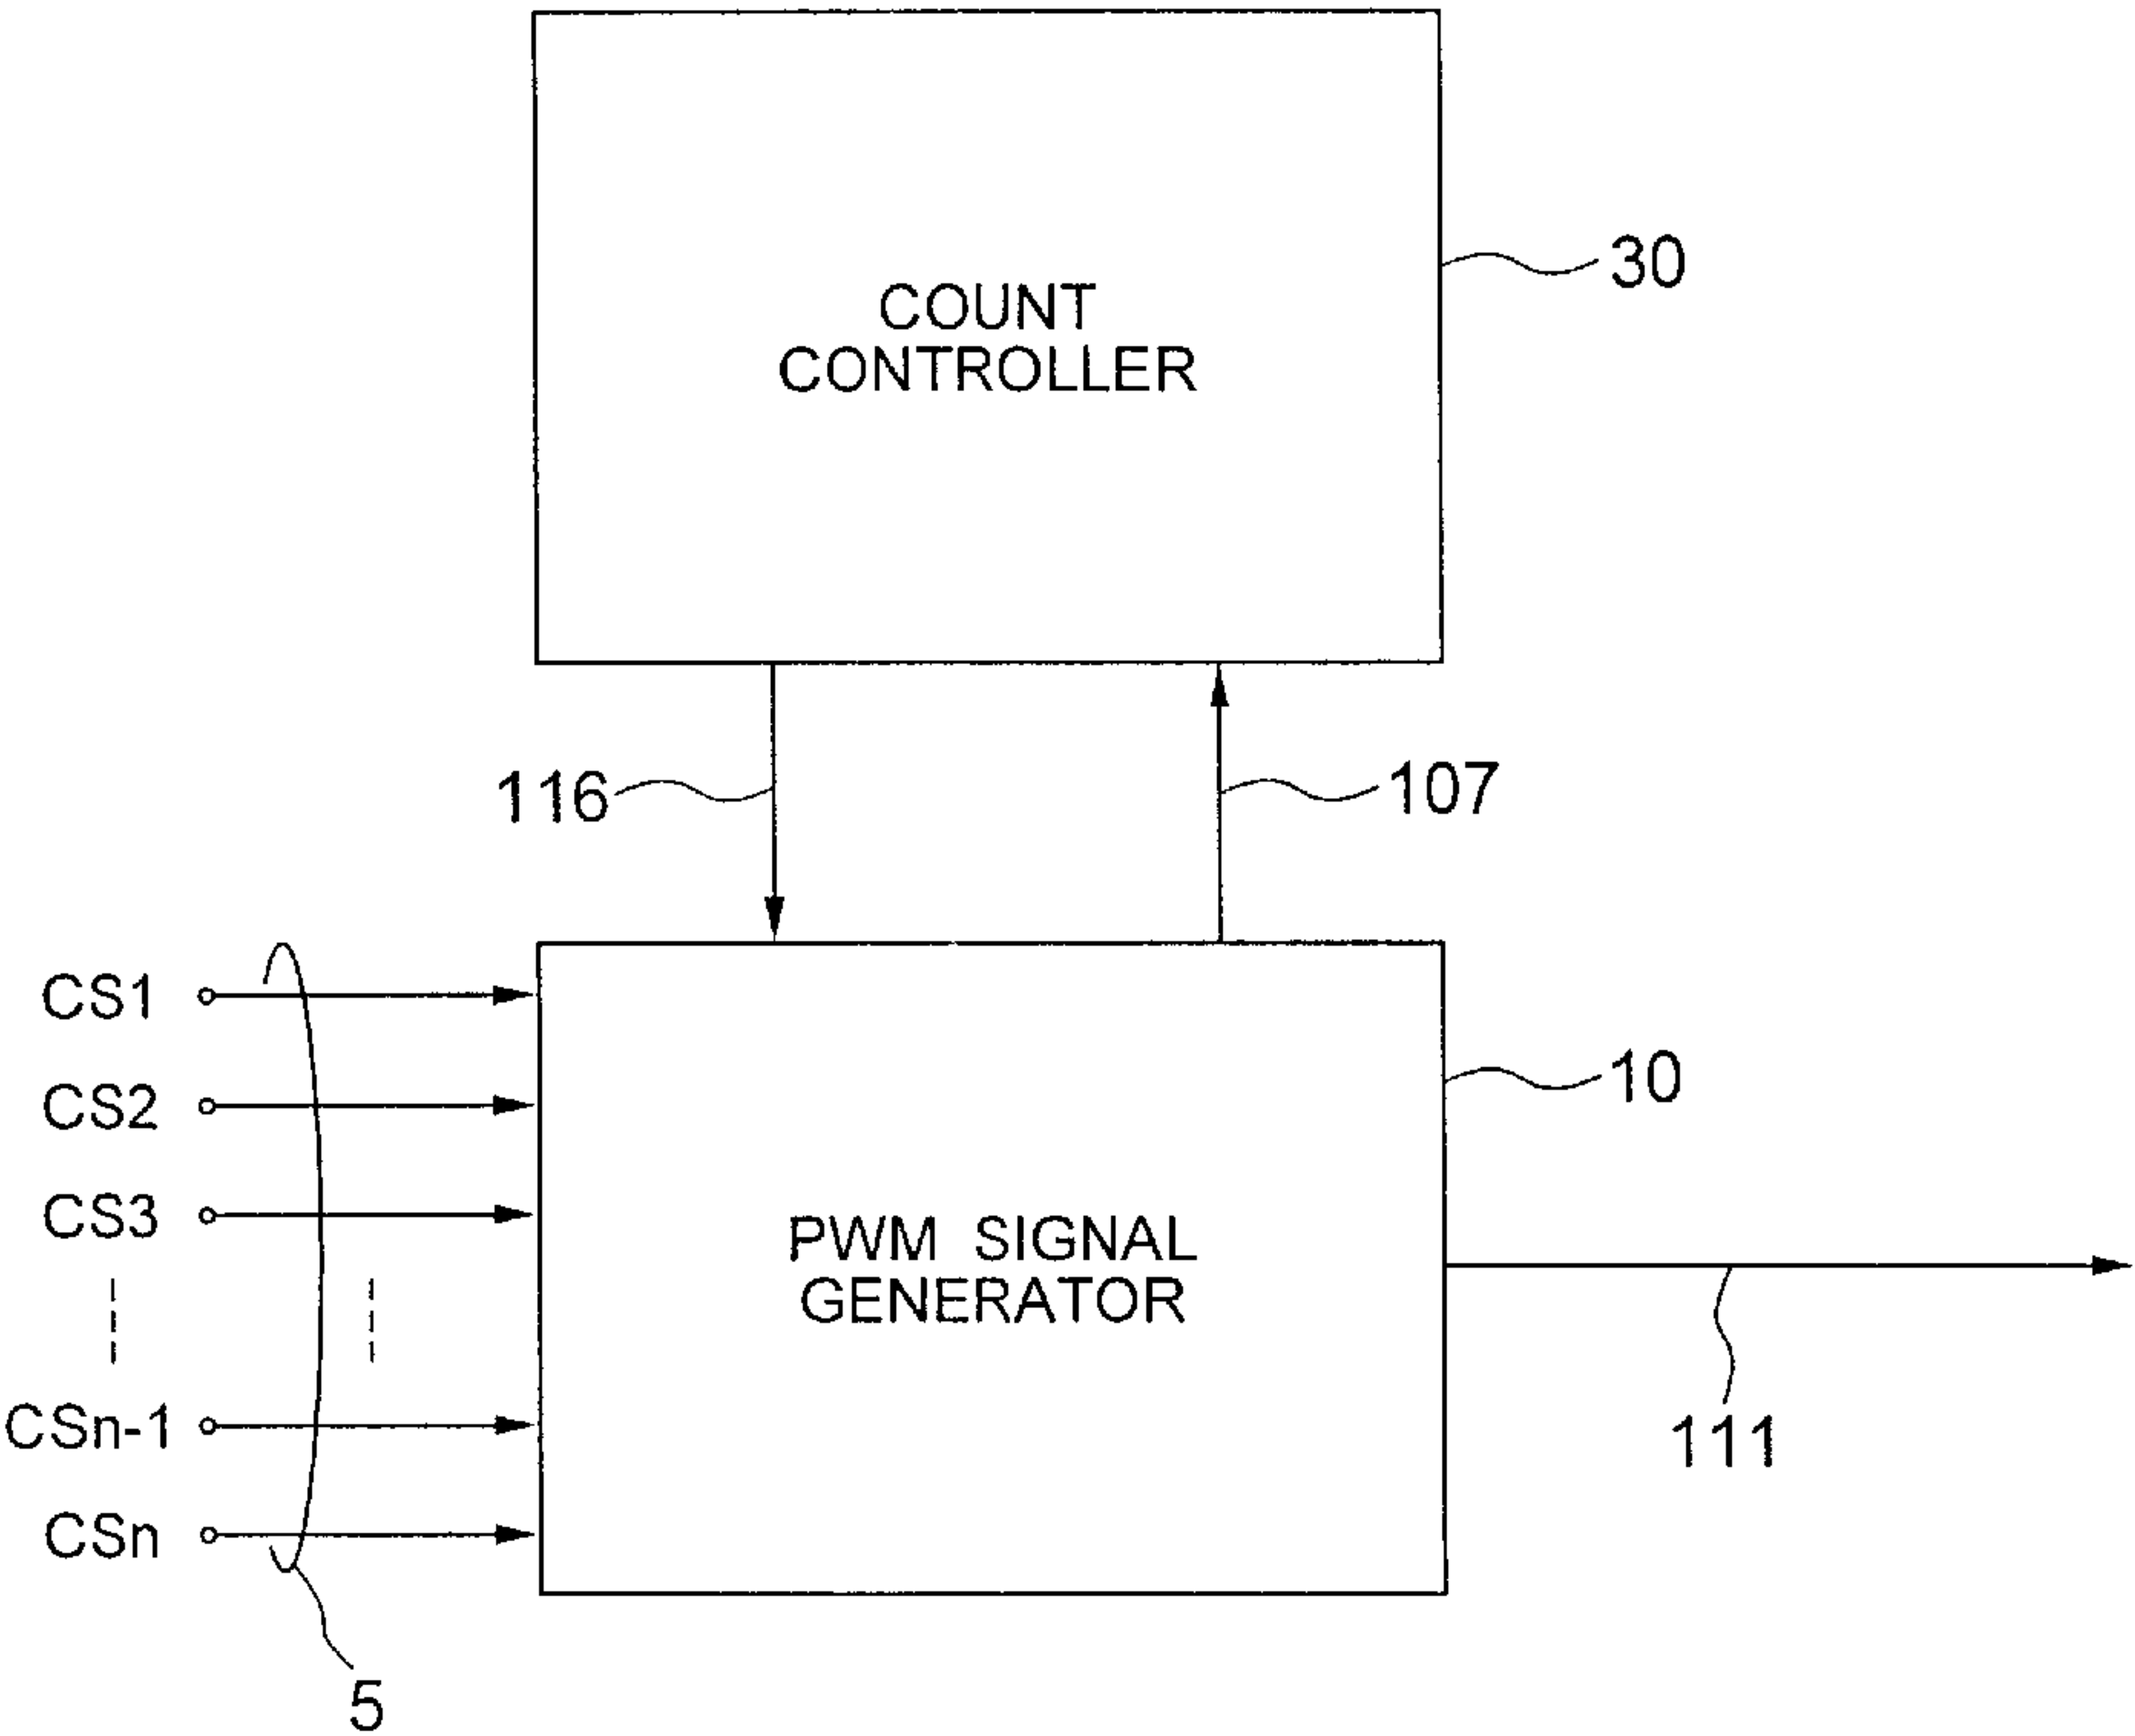 COUNT
CONTROLLER
30
116
107
CS1
CS2
CS3
CSn-1
CSn
5
PWM SIGNAL
GENERATOR
10
111